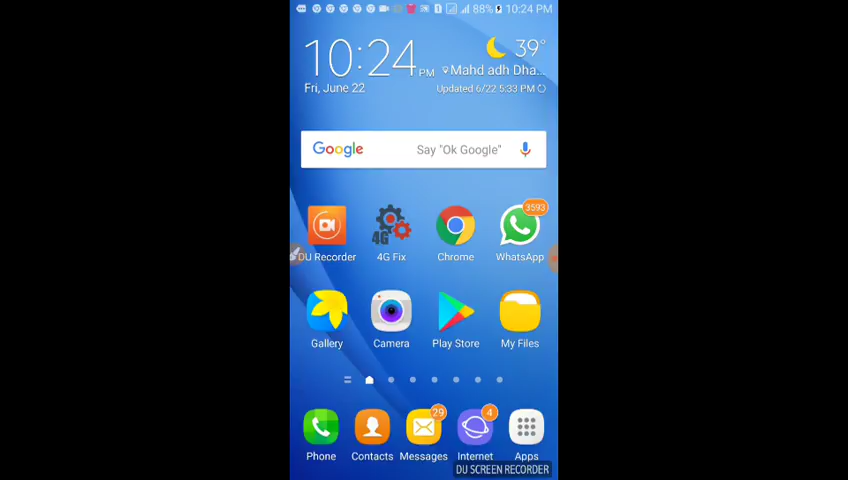 88% 10:24 PM
10:24 PM
39°
Mahd adh Dha...
Fri, June 22
Updated 6/22 5:33 PM
Google Say "Ok Google"
3593
4G
DU Recorder 4G Fix Chrome WhatsApp
Gallery Camera Play Store My Files
29 4
Phone Contacts Messages Internet Apps
DU SCREEN RECORDER